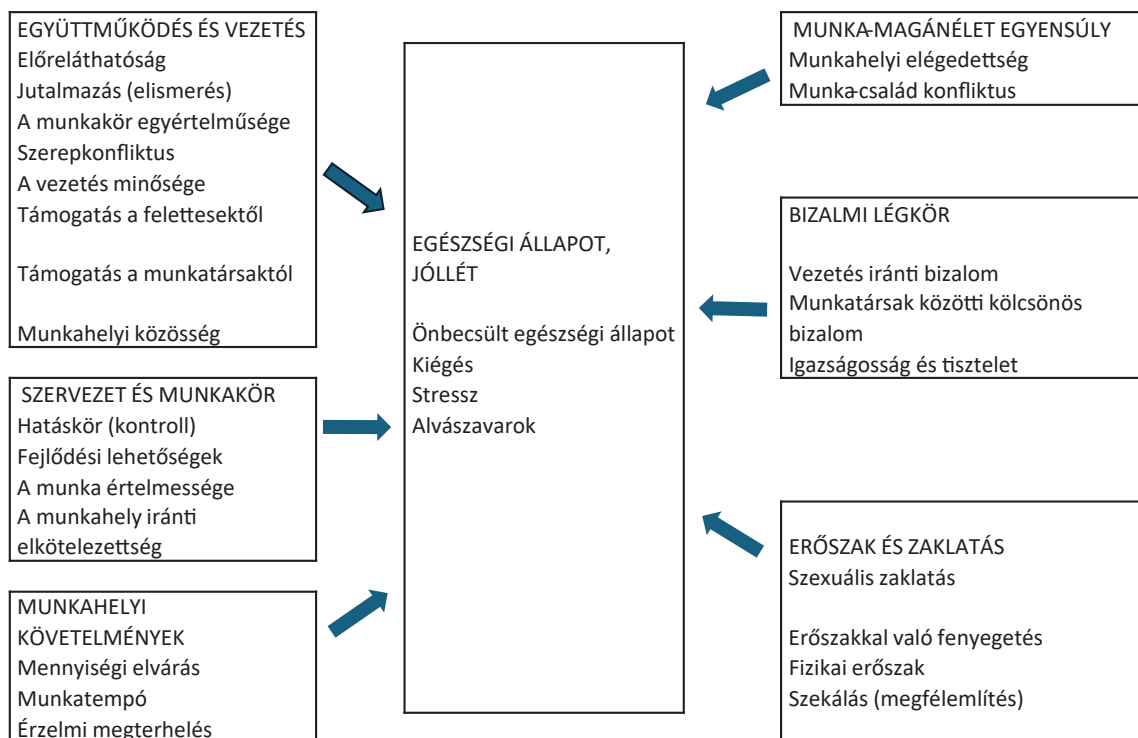 EGYÜTTMŰKÖDÉS ÉS VEZETÉS
Előreláthatóság
Jutalmazás (elismerés)
A munkakör egyértelműsége
Szerepkonfliktus
A vezetés minősége
Támogatás a felettesektől
Támogatás a munkatársaktól
Munkahelyi közösség
SZERVEZET ÉS MUNKAKÖR
Hatáskör (kontroll)
Fejlődési lehetőségek
A munka értelmessége
A munkahely iránti
elkötelezettség
MUNKAHELYI
KÖVETELMÉNYEK
Mennyiségi elvárás
Munkatempó
Érzelmi megterhelés
EGÉSZSÉGI ÁLLAPOT,
JÓLLÉT
Önbecsült egészségi állapot
Kiégés
Stressz
Alvászavarok
MUNKA-MAGÁNÉLET EGYENSÚLY
Munkahelyi elégedettség
Munka-család konfliktus
BIZALMI LÉGKÖR
Vezetés iránti bizalom
Munkatársak közötti kölcsönös
bizalom
Igazságosság és tisztelet
ERŐSZAK ÉS ZAKLATÁS
Szexuális zaklatás
Erőszakkal való fenyegetés
Fizikai erőszak
Szekálás (megfélemlítés)